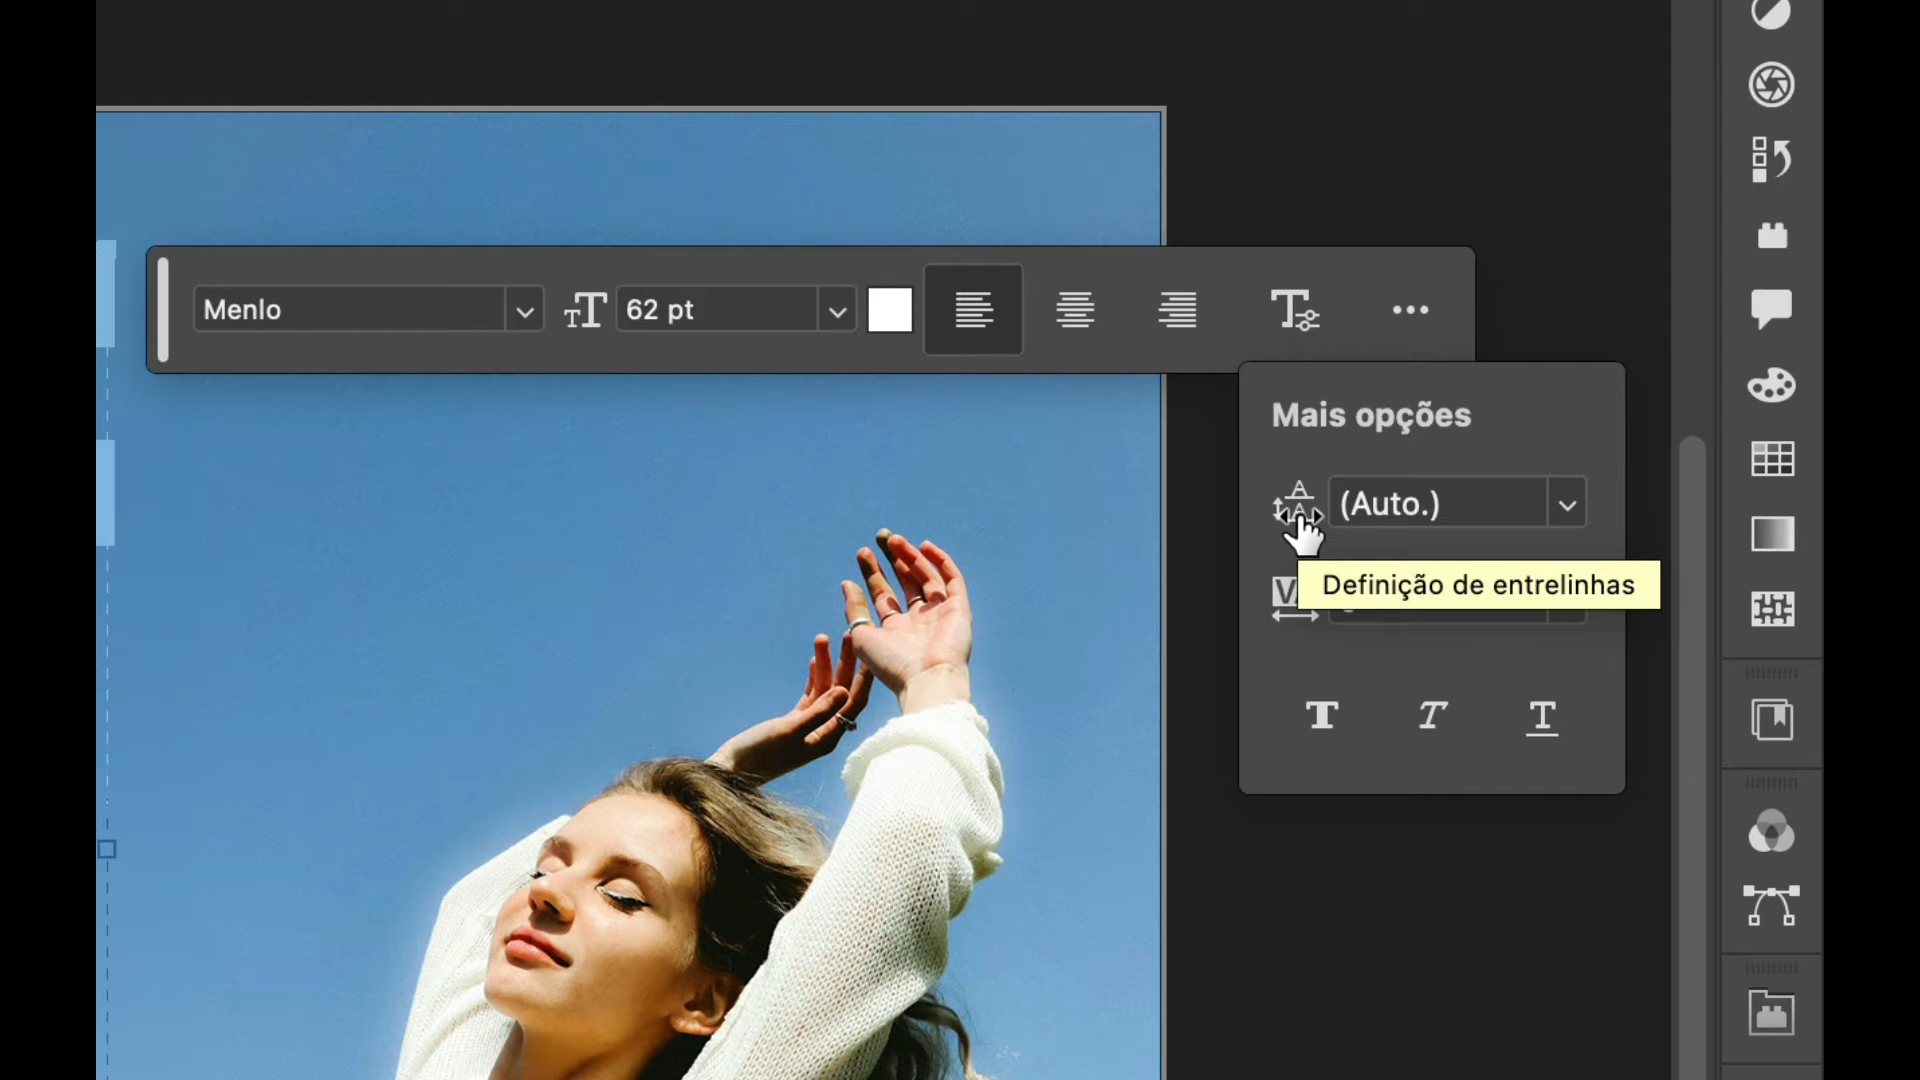 Menlo
62 pt
Mais opções
(Auto.)
Definição de entrelinhas